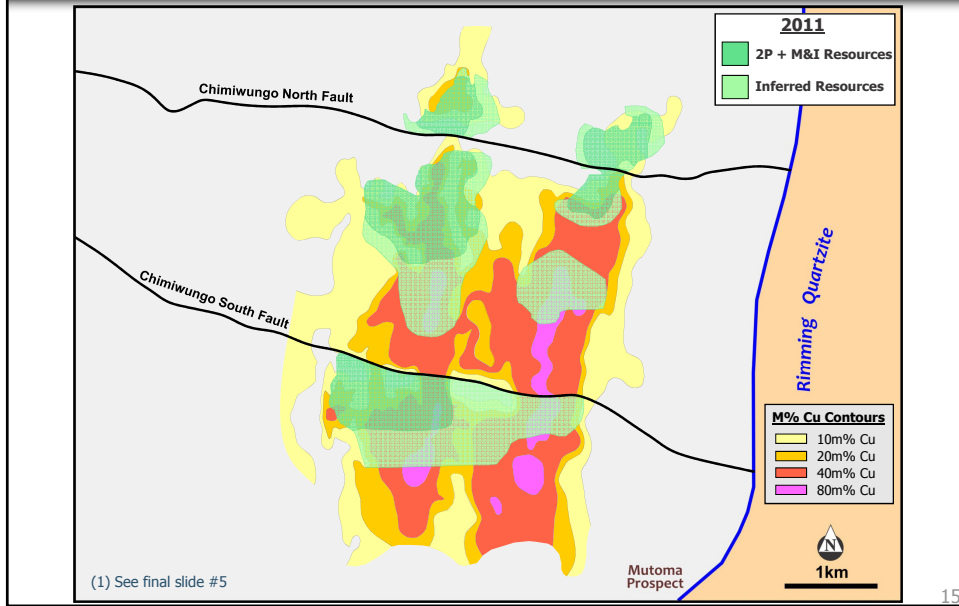 2011
2P + M&I Resources
Inferred Resources
Chimiwungo North Fault
Chimiwungo South Fault
Rimming Quartzite
M% Cu Contours
10m% Cu
20m% Cu
40m% Cu
80m% Cu
N
1km
Mutoma
Prospect
(1) See final slide #5
15